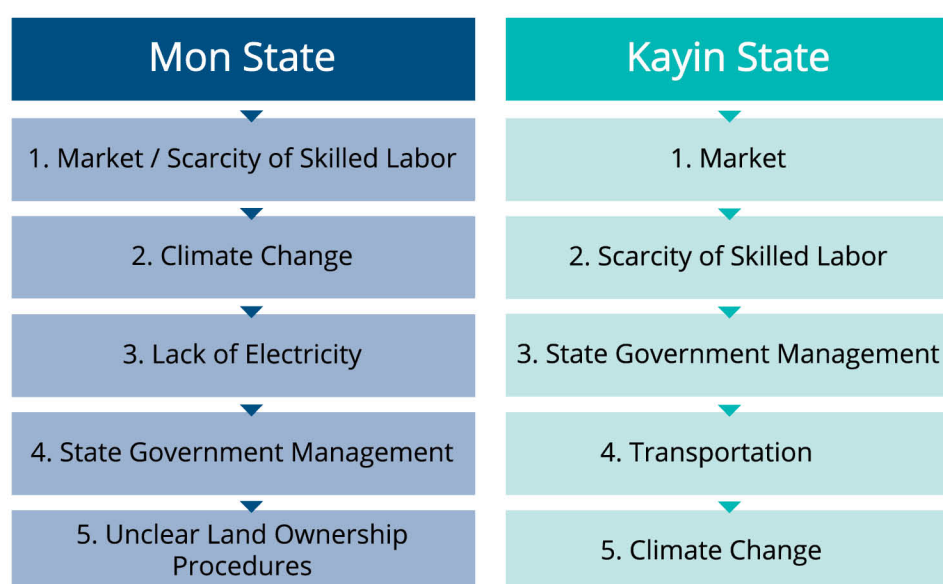 Mon State
1. Market / Scarcity of Skilled Labor
2. Climate Change
3. Lack of Electricity
4. State Government Management
5. Unclear Land Ownership
Procedures
Kayin State
1. Market
2. Scarcity of Skilled Labor
3. State Government Management
4. Transportation
5. Climate Change